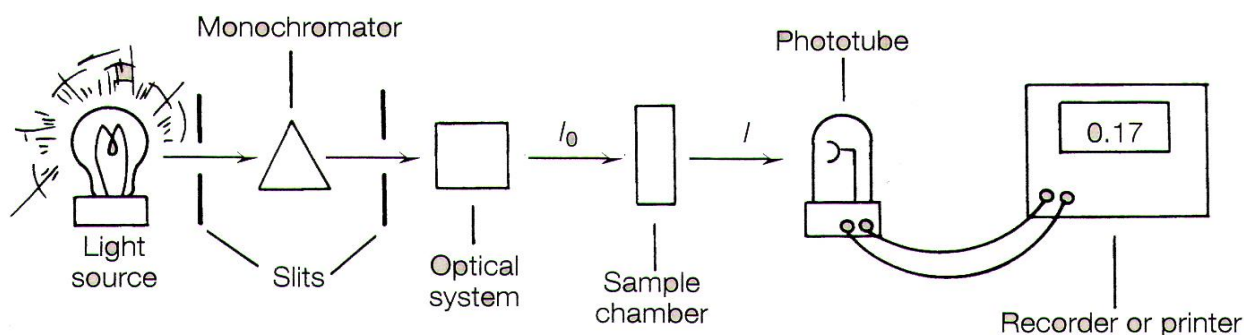 Monochromator
Phototube
I₀
I
0.17
Light
source
Slits
Optical
system
Sample
chamber
Recorder or printer